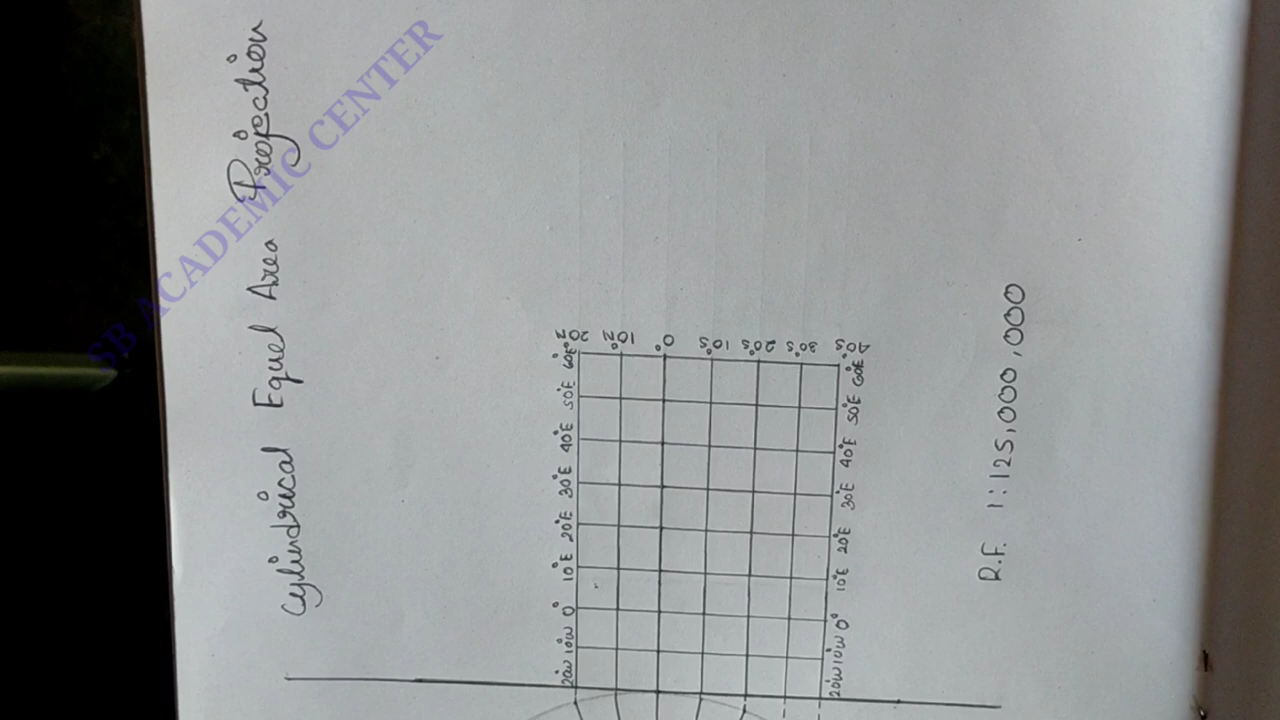 Cylindrical Equel Area Projection
SB ACADEMIC CENTER
20°W 10°W 0° 10°E 20°E 30°E 40°E 50°E 60°E
20°N
10°N
0°
10°S
20°S
30°S
40°S
20°W 10°W 0° 10°E 20°E 30°E 40°E 50°E 60°E
R.F. 1:125,000,000